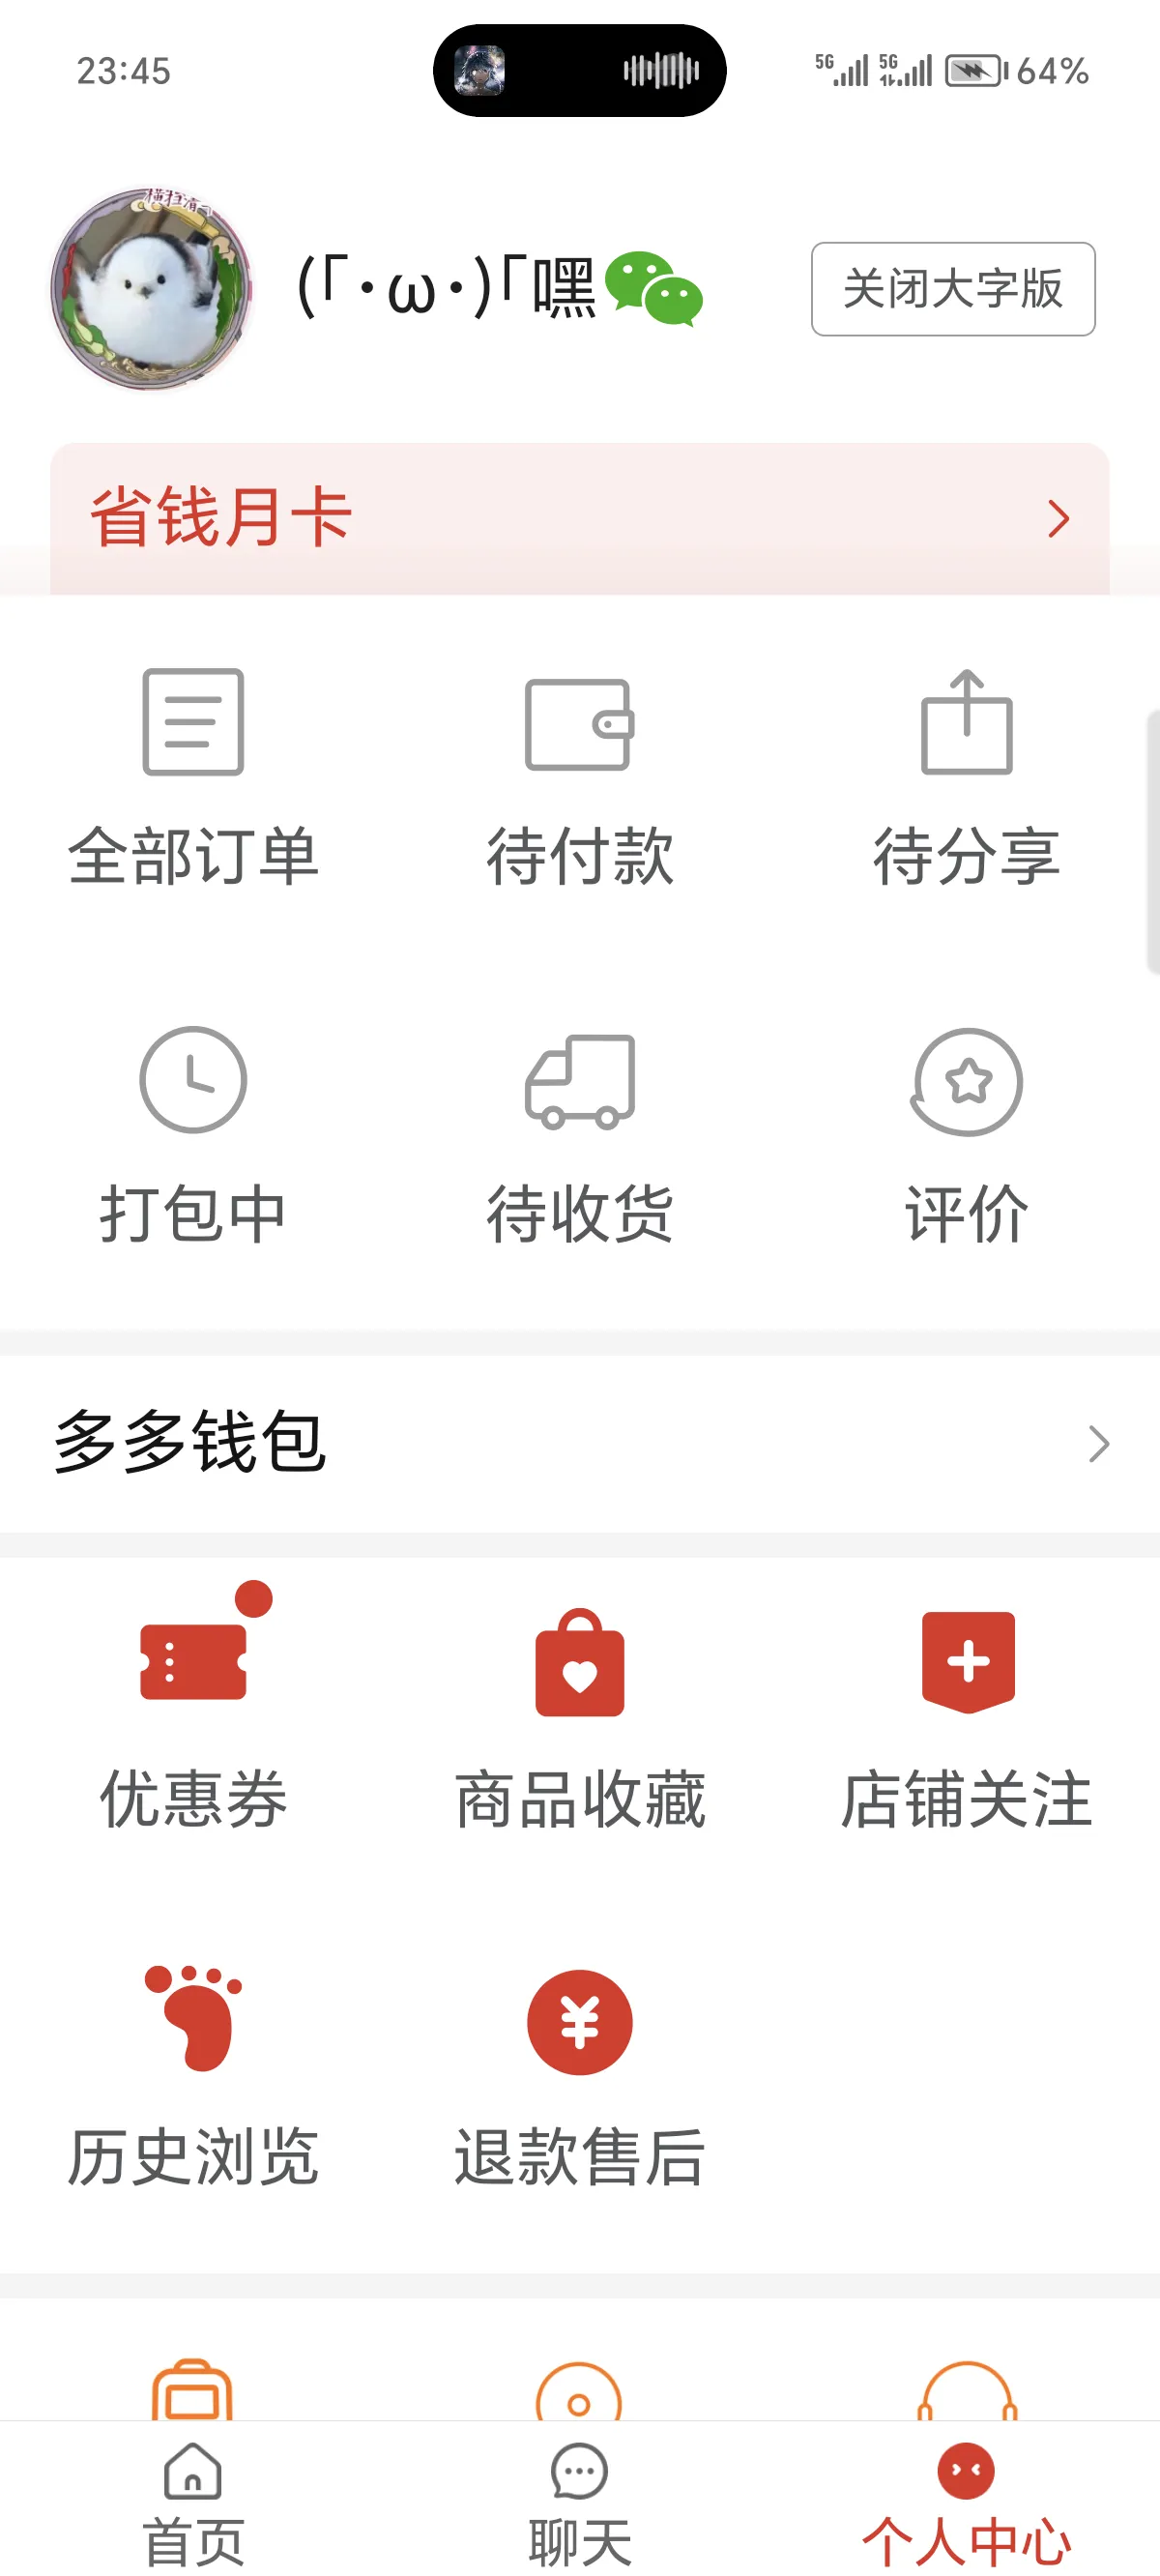 23:45
5G 5G 64%
(「·ω·)「嘿
关闭大字版
省钱月卡
全部订单 待付款 待分享
打包中 待收货 评价
多多钱包
优惠券 商品收藏 店铺关注
历史浏览 退款售后
首页 聊天 个人中心